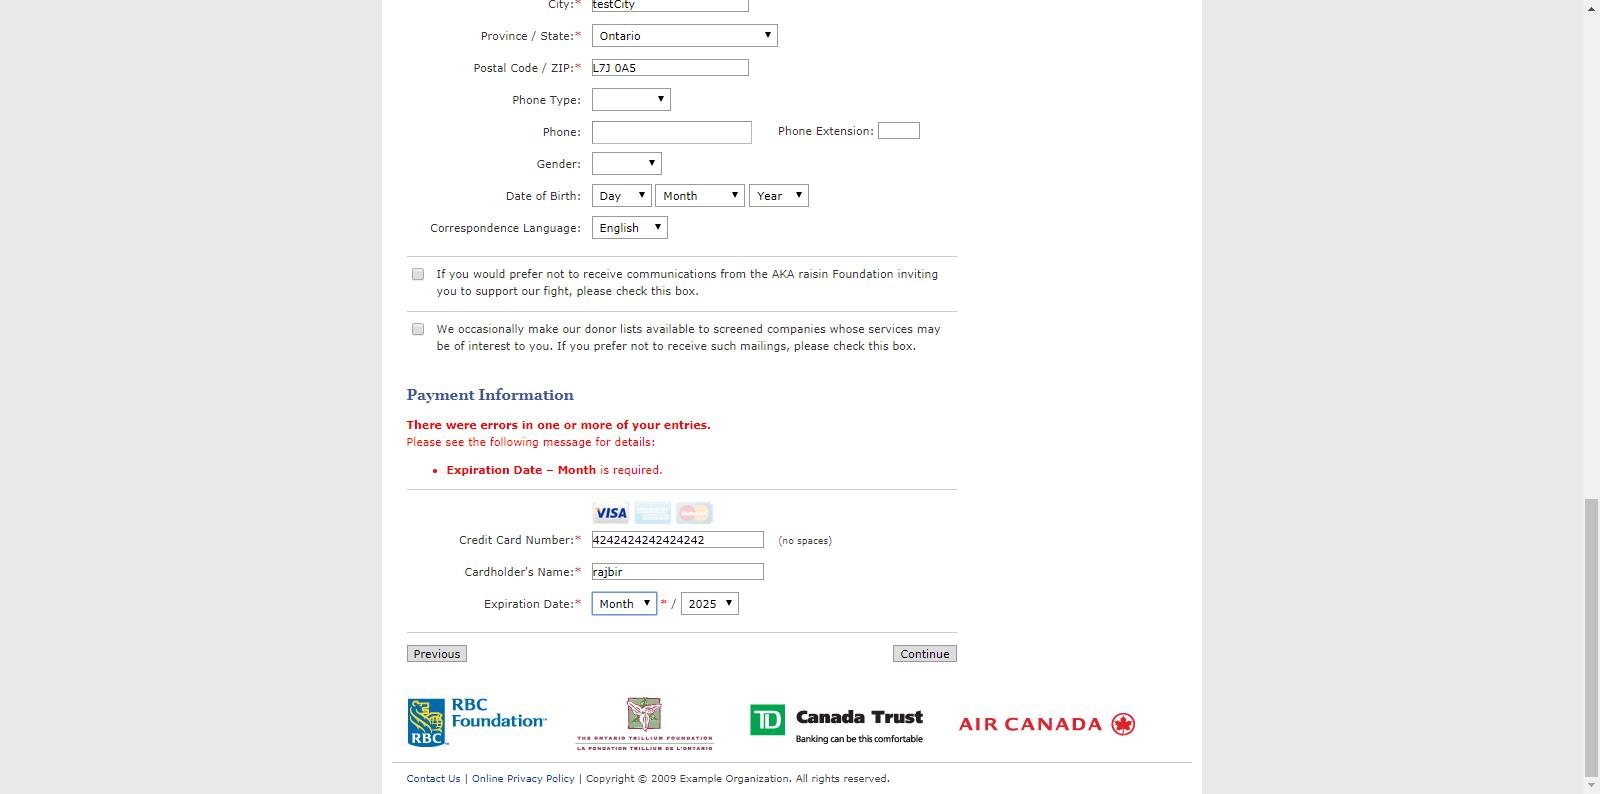 City:* testCity
Province / State:* Ontario
Postal Code / ZIP:* L7J 0A5
Phone Type:
Phone: Phone Extension:
Gender:
Date of Birth: Day Month Year
Correspondence Language: English
If you would prefer not to receive communications from the AKA raisin Foundation inviting
you to support our fight, please check this box.
We occasionally make our donor lists available to screened companies whose services may
be of interest to you. If you prefer not to receive such mailings, please check this box.
Payment Information
There were errors in one or more of your entries.
Please see the following message for details:
• Expiration Date – Month is required.
VISA
Credit Card Number:* 4242424242424242 (no spaces)
Cardholder's Name:* rajbir
Expiration Date:* Month * / 2025
Previous Continue
RBC
RBC Foundation
THE ONTARIO TRILLIUM FOUNDATION
LA FONDATION TRILLIUM DE L'ONTARIO
TD Canada Trust
Banking can be this comfortable
AIR CANADA
Contact Us | Online Privacy Policy | Copyright © 2009 Example Organization. All rights reserved.